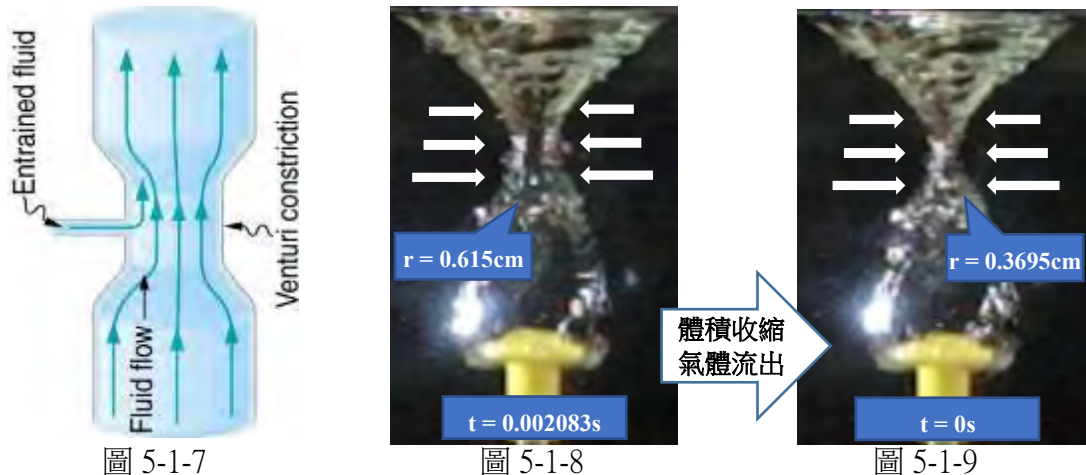 Entrained fluid
Fluid flow
Venturi constriction
r = 0.615cm
t = 0.002083s
體積收縮
氣體流出
r = 0.3695cm
t = 0s
圖 5-1-7
圖 5-1-8
圖 5-1-9